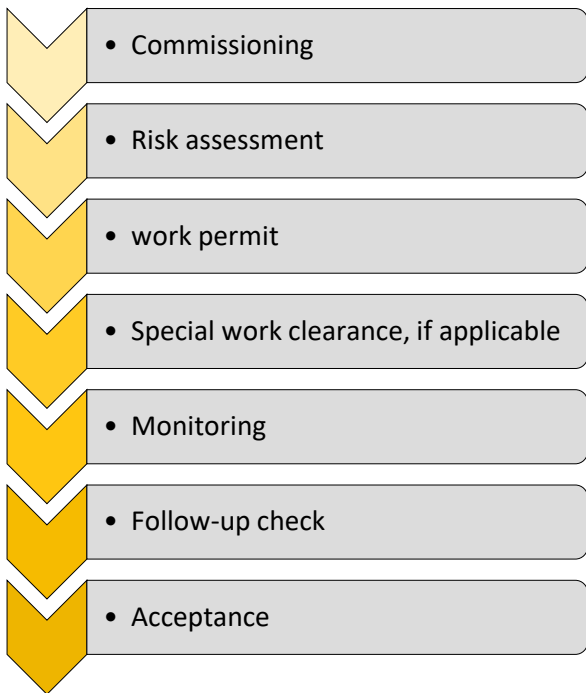 • Commissioning
• Risk assessment
• work permit
• Special work clearance, if applicable
• Monitoring
• Follow-up check
• Acceptance